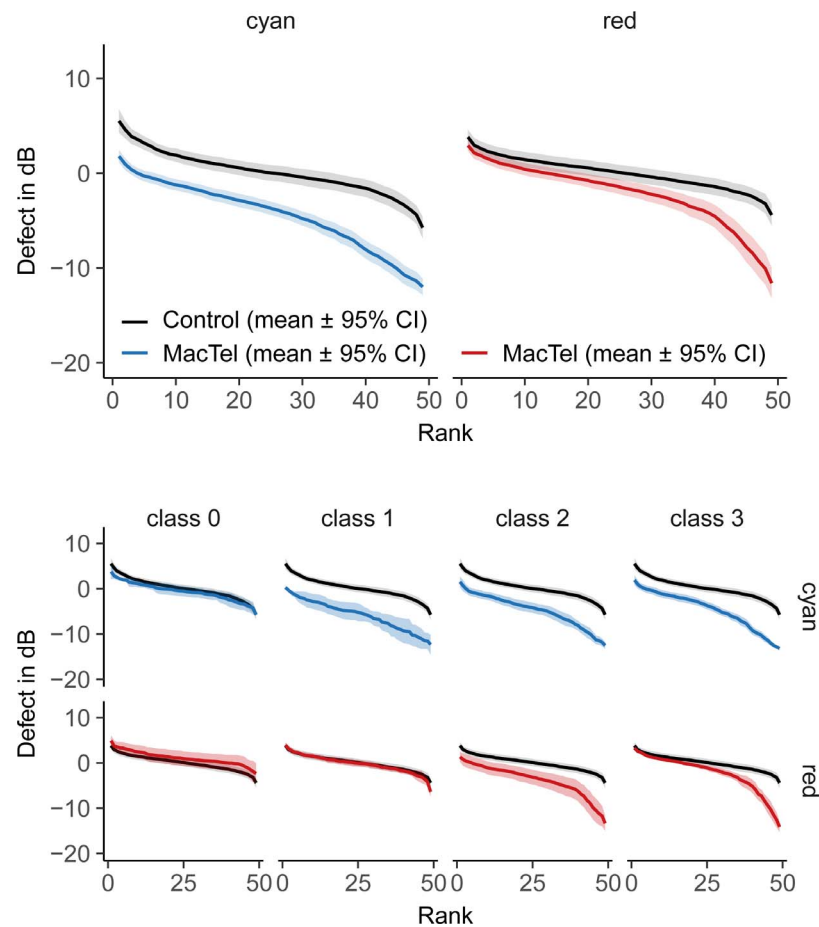 cyan red
10
0
−10
−20
Defect in dB
Control (mean ± 95% CI)
MacTel (mean ± 95% CI) MacTel (mean ± 95% CI)
0 10 20 30 40 50 0 10 20 30 40 50
Rank
class 0 class 1 class 2 class 3
10
0
−10
−20
cyan
Defect in dB
10
0
−10
−20
red
0 25 50 0 25 50 0 25 50 0 25 50
Rank